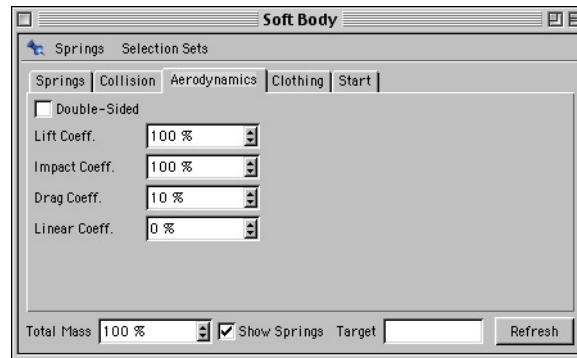 Soft Body
Springs Selection Sets
Springs Collision Aerodynamics Clothing Start
Double-Sided
Lift Coeff. 100 %
Impact Coeff. 100 %
Drag Coeff. 10 %
Linear Coeff. 0 %
Total Mass 100 % Show Springs Target Refresh